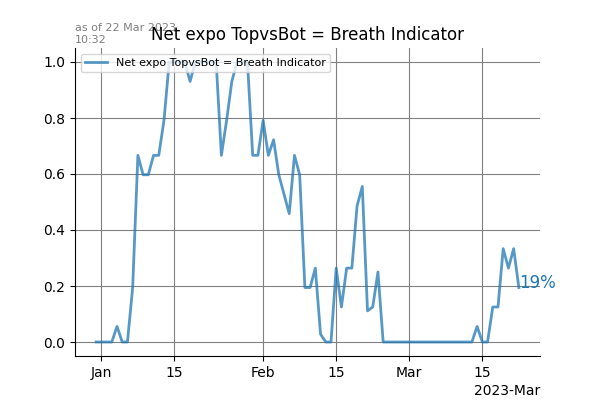 as of 22 Mar 2023
10:32
Net expo TopvsBot = Breath Indicator
Net expo TopvsBot = Breath Indicator
1.0
0.8
0.6
0.4
0.2
0.0
19%
Jan
15
Feb
15
Mar
15
2023-Mar